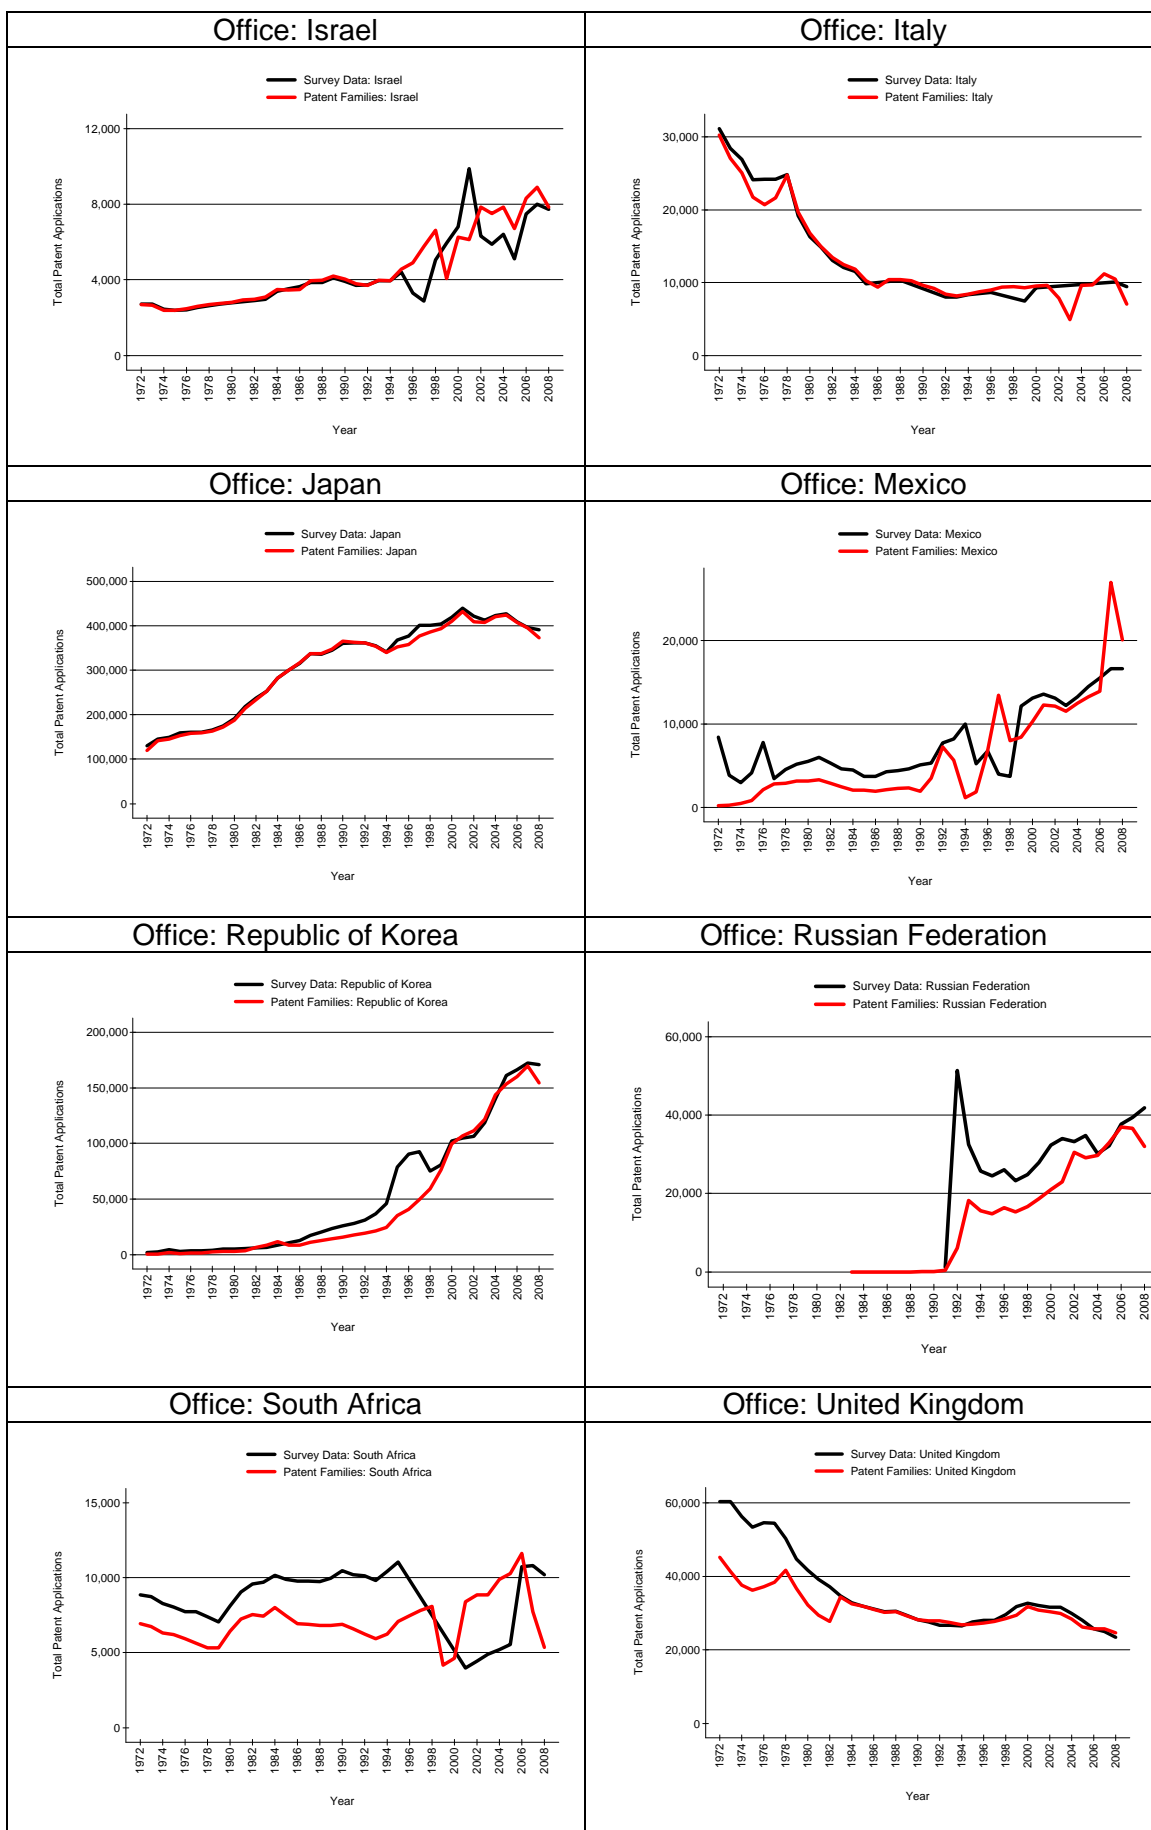 Office: Israel
Survey Data: Israel
Patent Families: Israel
Total Patent Applications
12,000
8,000
4,000
0
1972 1974 1976 1978 1980 1982 1984 1986 1988 1990 1992 1994 1996 1998 2000 2002 2004 2006 2008
Year
Office: Italy
Survey Data: Italy
Patent Families: Italy
Total Patent Applications
30,000
20,000
10,000
0
1972 1974 1976 1978 1980 1982 1984 1986 1988 1990 1992 1994 1996 1998 2000 2002 2004 2006 2008
Year
Office: Japan
Survey Data: Japan
Patent Families: Japan
Total Patent Applications
500,000
400,000
300,000
200,000
100,000
0
1972 1974 1976 1978 1980 1982 1984 1986 1988 1990 1992 1994 1996 1998 2000 2002 2004 2006 2008
Year
Office: Mexico
Survey Data: Mexico
Patent Families: Mexico
Total Patent Applications
20,000
10,000
0
1972 1974 1976 1978 1980 1982 1984 1986 1988 1990 1992 1994 1996 1998 2000 2002 2004 2006 2008
Year
Office: Republic of Korea
Survey Data: Republic of Korea
Patent Families: Republic of Korea
Total Patent Applications
200,000
150,000
100,000
50,000
0
1972 1974 1976 1978 1980 1982 1984 1986 1988 1990 1992 1994 1996 1998 2000 2002 2004 2006 2008
Year
Office: Russian Federation
Survey Data: Russian Federation
Patent Families: Russian Federation
Total Patent Applications
60,000
40,000
20,000
0
1972 1974 1976 1978 1980 1982 1984 1986 1988 1990 1992 1994 1996 1998 2000 2002 2004 2006 2008
Year
Office: South Africa
Survey Data: South Africa
Patent Families: South Africa
Total Patent Applications
15,000
10,000
5,000
0
1972 1974 1976 1978 1980 1982 1984 1986 1988 1990 1992 1994 1996 1998 2000 2002 2004 2006 2008
Year
Office: United Kingdom
Survey Data: United Kingdom
Patent Families: United Kingdom
Total Patent Applications
60,000
40,000
20,000
0
1972 1974 1976 1978 1980 1982 1984 1986 1988 1990 1992 1994 1996 1998 2000 2002 2004 2006 2008
Year